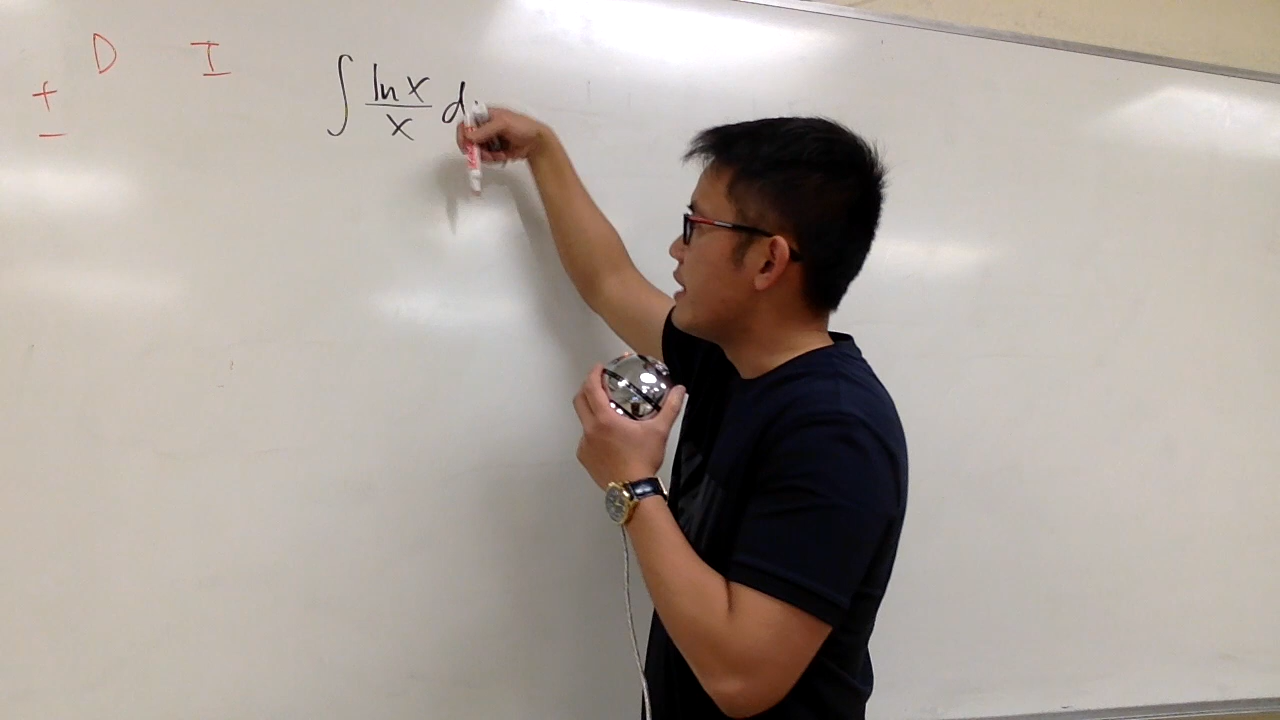 D I
+
−
∫ ln x / x d